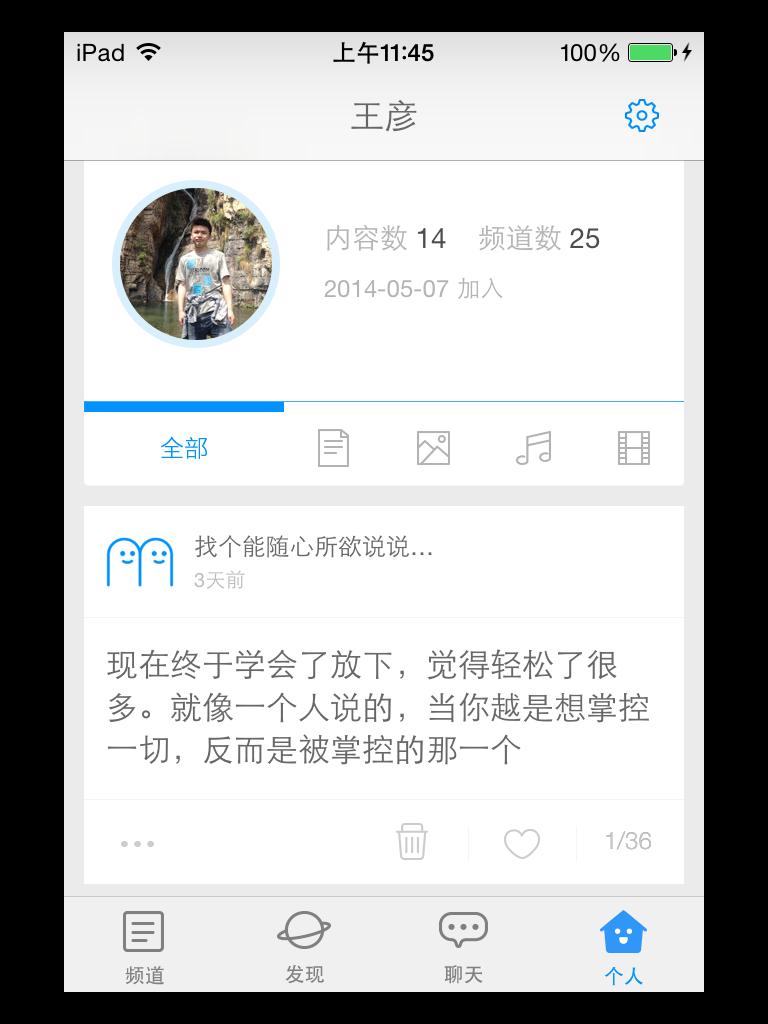 iPad 上午11:45 100%
王彦
内容数 14 频道数 25
2014-05-07 加入
全部
找个能随心所欲说说...
3天前
现在终于学会了放下，觉得轻松了很
多。就像一个人说的，当你越是想掌控
一切，反而是被掌控的那一个
1/36
频道 发现 聊天 个人